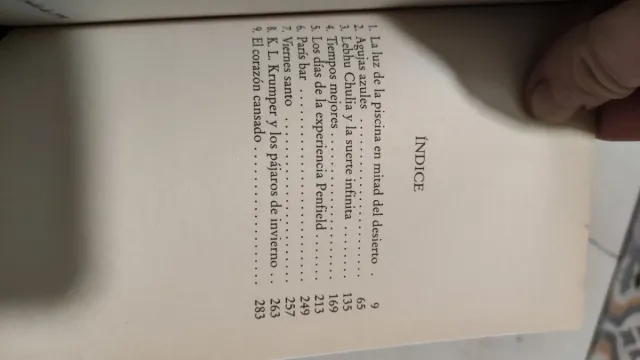 ÍNDICE
1. La luz de la piscina en mitad del desierto . 9
2. Agujas azules . . . . . . . . . . . . . . . . . . . . . . 65
3. Lebhu Chulia y la suerte infinita . . . . . . . 135
4. Tiempos mejores . . . . . . . . . . . . . . . . . . . 169
5. Los días de la experiencia Penfield . . . . . . 213
6. París bar . . . . . . . . . . . . . . . . . . . . . . . . . . 249
7. Viernes santo . . . . . . . . . . . . . . . . . . . . . . 257
8. K. L. Krumper y los pájaros de invierno . . 263
9. El corazón cansado . . . . . . . . . . . . . . . . . . 283